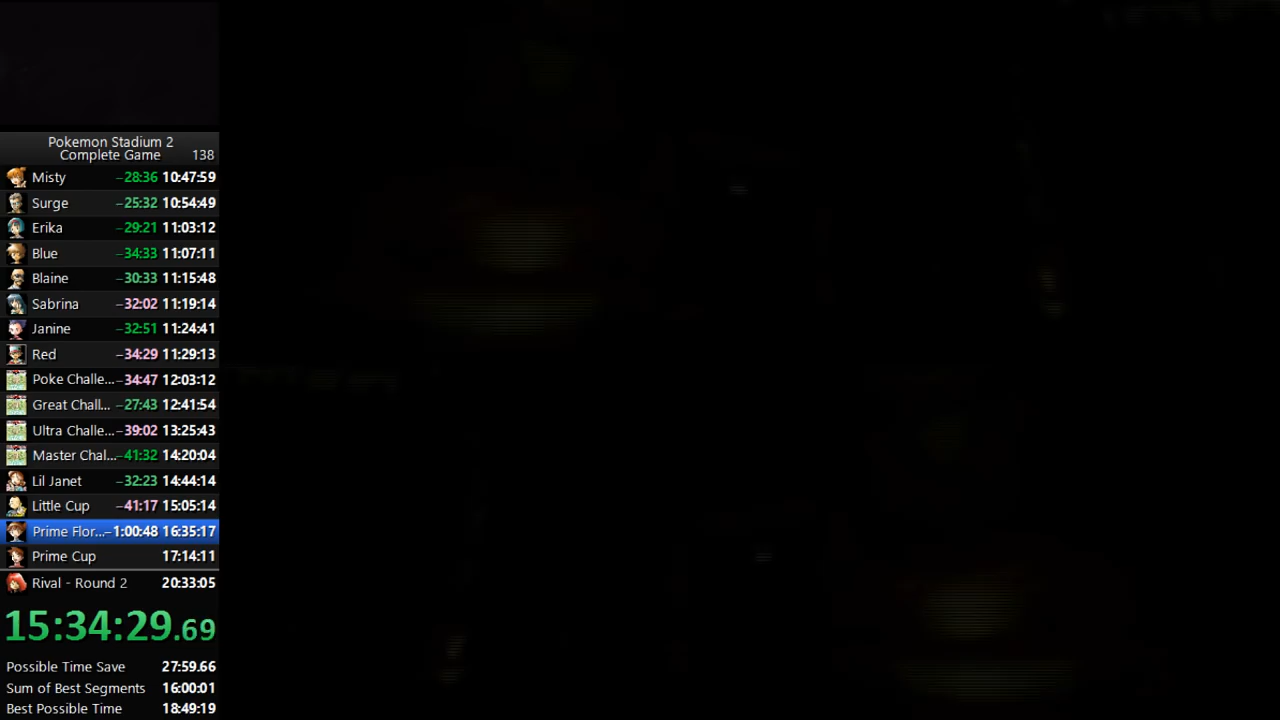 Pokemon Stadium 2
Complete Game 138
Misty −28:36 10:47:59
Surge −25:32 10:54:49
Erika −29:21 11:03:12
Blue −34:33 11:07:11
Blaine −30:33 11:15:48
Sabrina −32:02 11:19:14
Janine −32:51 11:24:41
Red −34:29 11:29:13
Poke Challe... −34:47 12:03:12
Great Chall... −27:43 12:41:54
Ultra Challe... −39:02 13:25:43
Master Chal... −41:32 14:20:04
Lil Janet −32:23 14:44:14
Little Cup −41:17 15:05:14
Prime Flor... −1:00:48 16:35:17
Prime Cup 17:14:11
Rival - Round 2 20:33:05
15:34:29.69
Possible Time Save 27:59.66
Sum of Best Segments 16:00:01
Best Possible Time 18:49:19